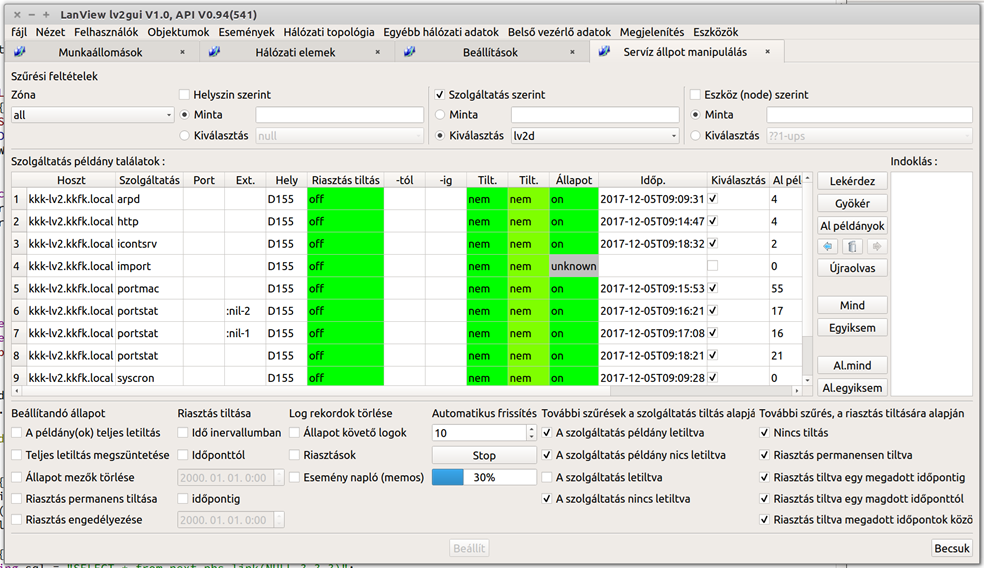 LanView lv2gui V1.0, API V0.94(541)
fájl Nézet Felhasználók Objektumok Események Hálózati topológia Egyébb hálózati adatok Belső vezérlő adatok Megjelenítés Eszközök
Munkaállomások × Hálózati elemek × Beállítások × Servíz állpot manipulálás ×
Szűrési feltételek
Zóna Helyszin szerint Szolgáltatás szerint Eszköz (node) szerint
all Minta Minta Minta
Kiválasztás null Kiválasztás lv2d Kiválasztás ??1-ups
Szolgáltatás példány találatok : Indoklás :
Hoszt Szolgáltatás Port Ext. Hely Riasztás tiltás -tól -ig Tilt. Tilt. Állapot Időp. Kiválasztás Al pél
1 kkk-lv2.kkfk.local arpd D155 off nem nem on 2017-12-05T09:09:31 4
2 kkk-lv2.kkfk.local http D155 off nem nem on 2017-12-05T09:14:47 4
3 kkk-lv2.kkfk.local icontsrv D155 off nem nem on 2017-12-05T09:18:32 2
4 kkk-lv2.kkfk.local import D155 off nem nem unknown 0
5 kkk-lv2.kkfk.local portmac D155 off nem nem on 2017-12-05T09:15:53 55
6 kkk-lv2.kkfk.local portstat :nil-2 D155 off nem nem on 2017-12-05T09:16:21 17
7 kkk-lv2.kkfk.local portstat :nil-1 D155 off nem nem on 2017-12-05T09:17:08 16
8 kkk-lv2.kkfk.local portstat D155 off nem nem on 2017-12-05T09:18:21 21
9 kkk-lv2.kkfk.local syscron D155 off nem nem on 2017-12-05T09:09:28 0
Lekérdez
Gyökér
Al példányok
Újraolvas
Mind
Egyiksem
Al.mind
Al.egyiksem
Beállítandó állapot Riasztás tiltása Log rekordok törlése Automatikus frissítés További szűrések a szolgáltatás tiltás alapjá További szűrés, a riasztás tiltására alapján
A példány(ok) teljes letiltás Idő inervallumban Állapot követő logok 10 A szolgáltatás példány letiltva Nincs tiltás
Teljes letiltás megszüntetése Időponttól Riasztások Stop A szolgáltatás példány nics letiltva Riasztás permanensen tiltva
Állapot mezők törlése 2000. 01. 01. 0:00 Esemény napló (memos) 30% A szolgáltatás letiltva Riasztás tiltva egy megadott időpontig
Riasztás permanens tiltása időpontig A szolgáltatás nincs letiltva Riasztás tiltva egy magdott időponttól
Riasztás engedélyezése 2000. 01. 01. 0:00 Riasztás tiltva megadott időpontok közö
Beállít Becsuk